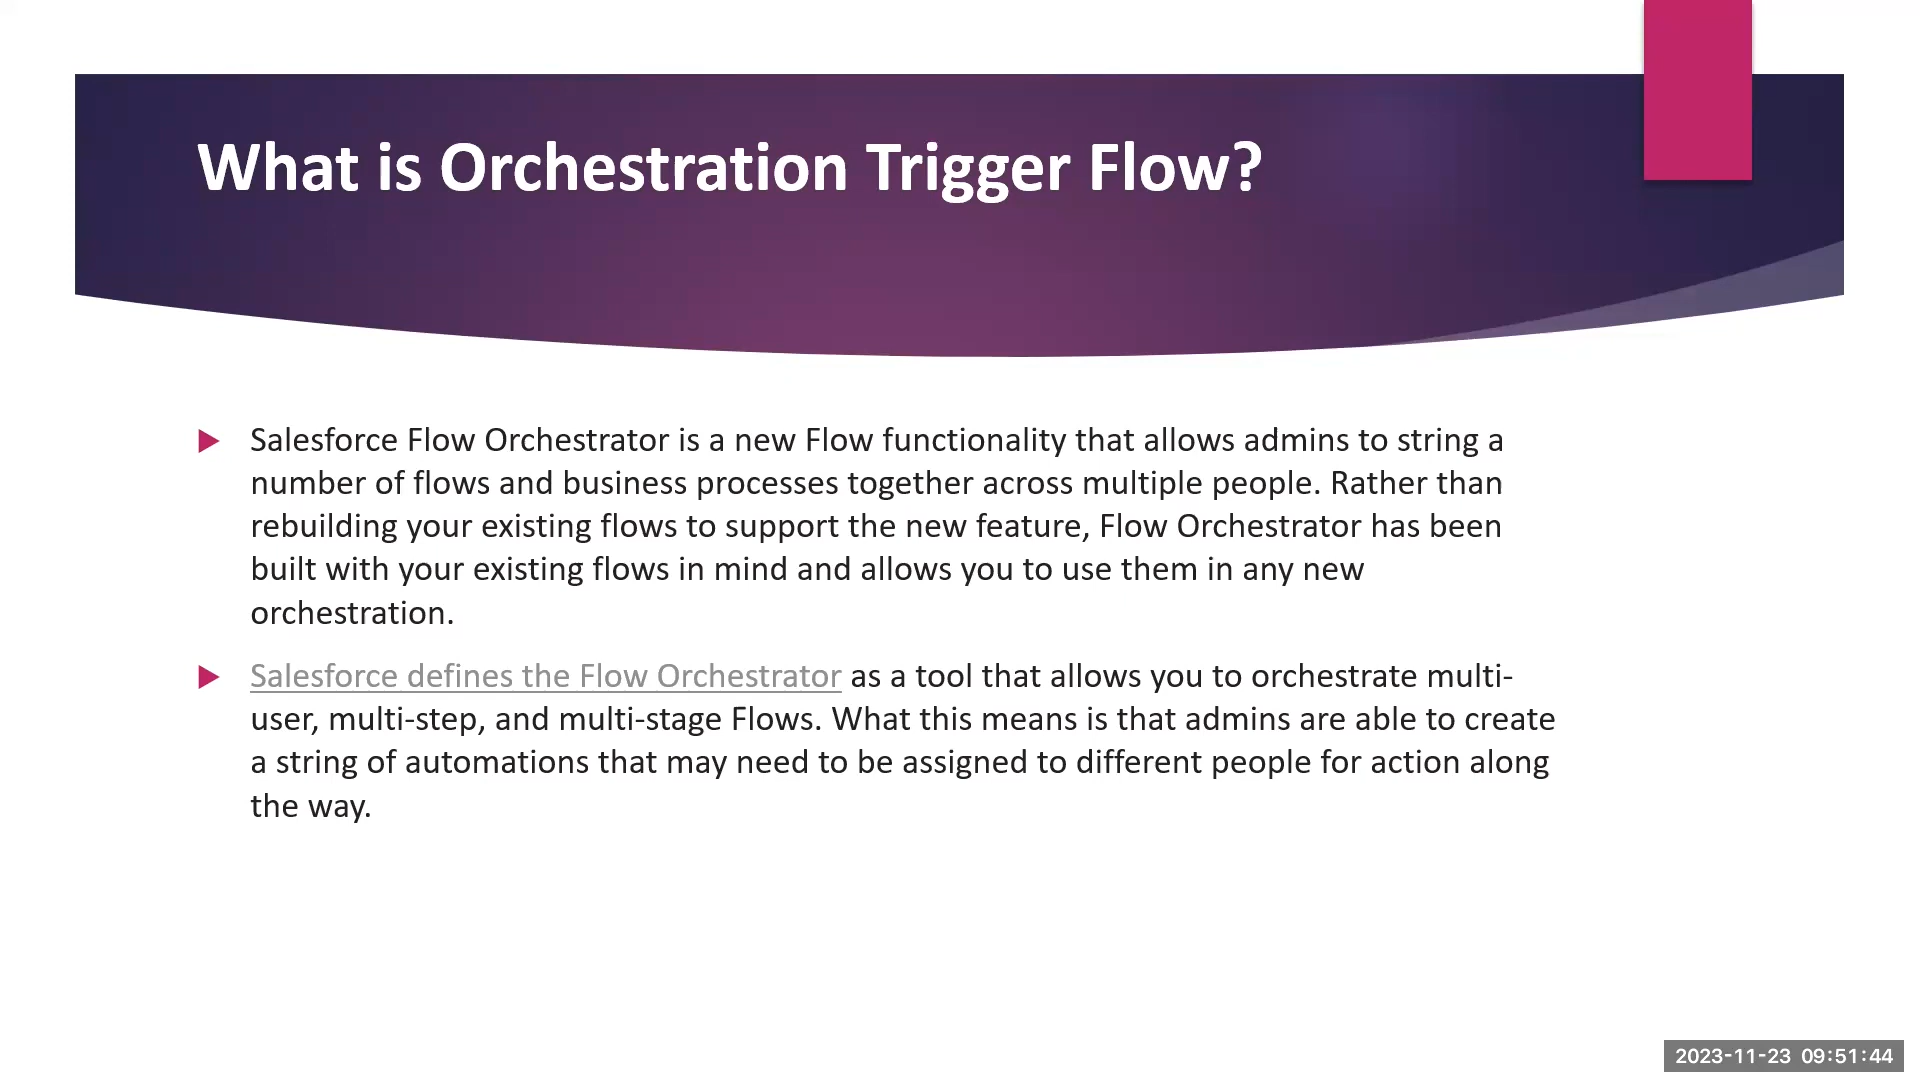 What is Orchestration Trigger Flow?
Salesforce Flow Orchestrator is a new Flow functionality that allows admins to string a
number of flows and business processes together across multiple people. Rather than
rebuilding your existing flows to support the new feature, Flow Orchestrator has been
built with your existing flows in mind and allows you to use them in any new
orchestration.
Salesforce defines the Flow Orchestrator as a tool that allows you to orchestrate multi-
user, multi-step, and multi-stage Flows. What this means is that admins are able to create
a string of automations that may need to be assigned to different people for action along
the way.
2023-11-23 09:51:44